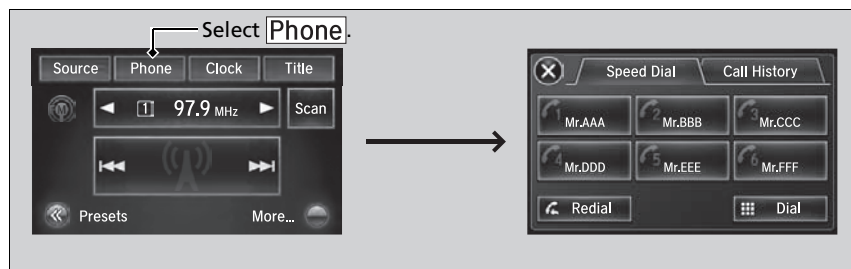 Select Phone.
Source Phone Clock Title
1 97.9 MHz Scan
Presets More...
Speed Dial Call History
1 Mr.AAA 2 Mr.BBB 3 Mr.CCC
4 Mr.DDD 5 Mr.EEE 6 Mr.FFF
Redial Dial